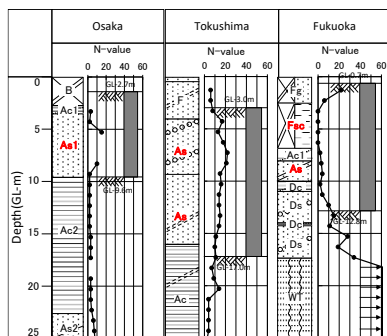 Osaka
Tokushima
Fukuoka
N-value
N-value
N-value
0 20 40 60
0 20 40 60
0 20 40 60
Depth(GL-m)
0
5
10
15
20
25
B
Ac1
As1
Ac2
As2
GL-2.7m
GL-9.6m
F
As
As
Ac
GL-3.0m
GL-17.0m
Fg
Fsc
Ac1
As
Dc
Ds
Dc
Ds
WT
GL-0.3m
GL-12.8m